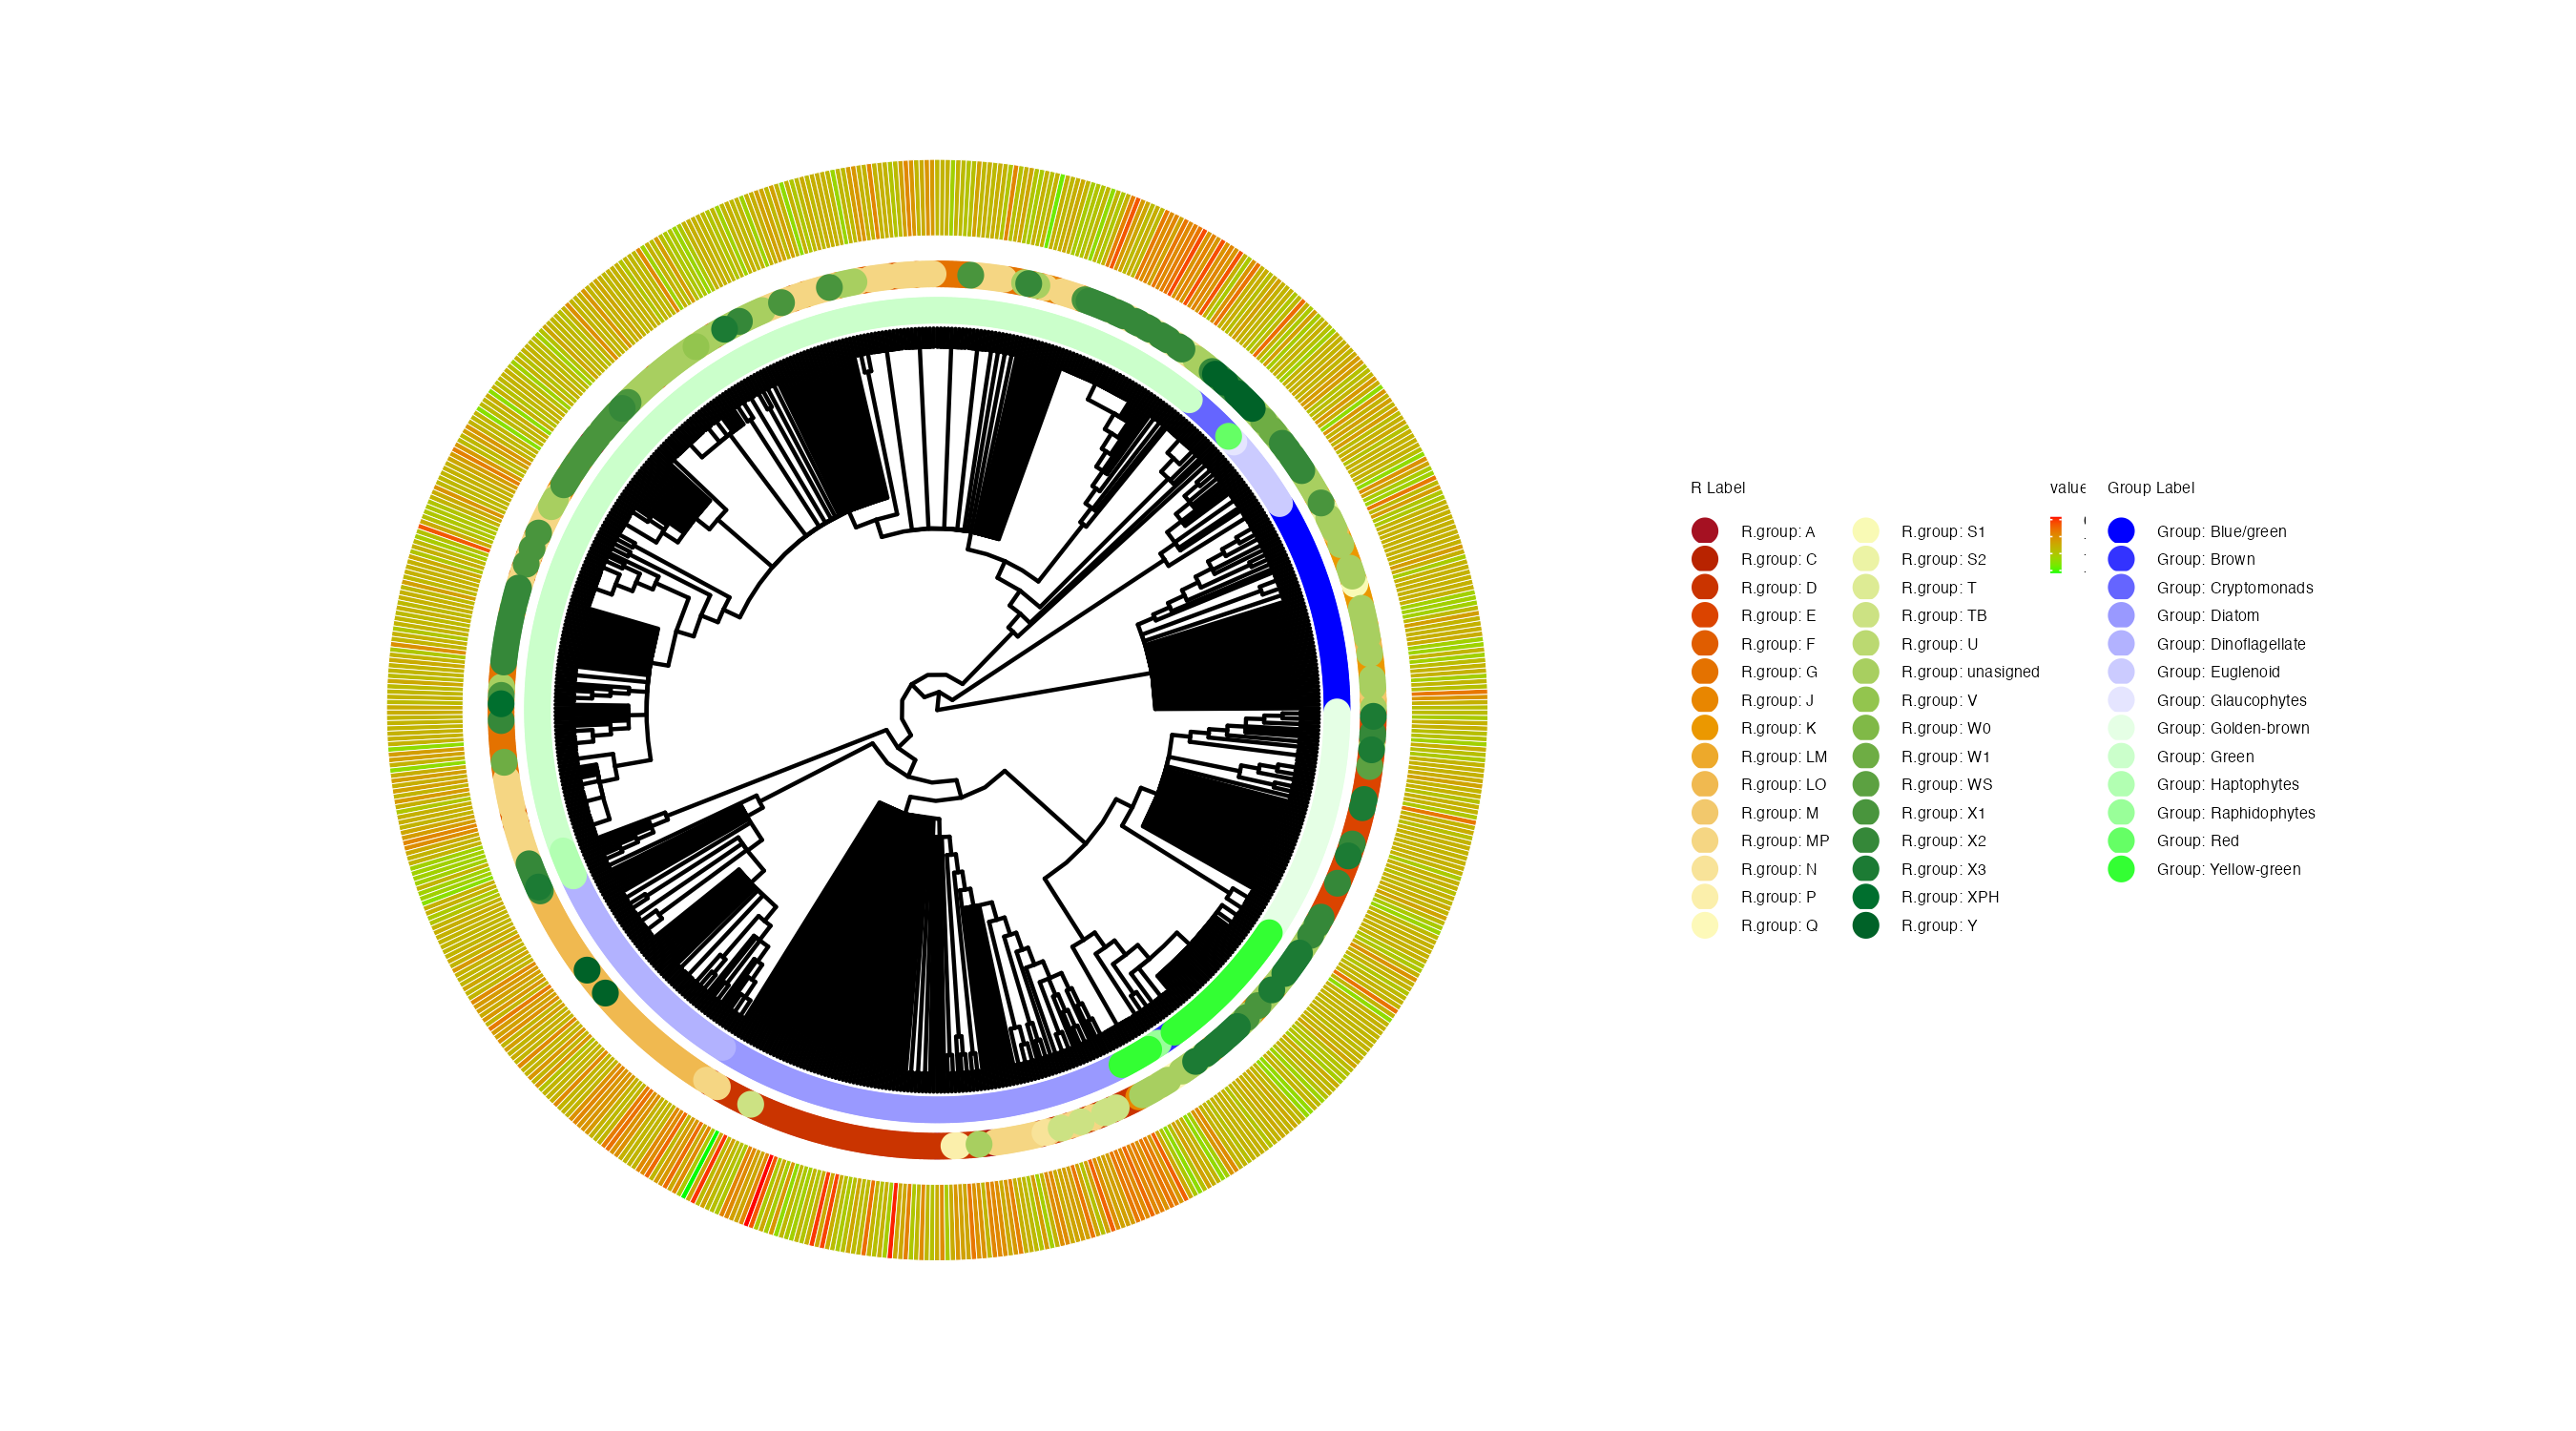 R Label
R.group: A
R.group: C
R.group: D
R.group: E
R.group: F
R.group: G
R.group: J
R.group: K
R.group: LM
R.group: LO
R.group: M
R.group: MP
R.group: N
R.group: P
R.group: Q
R.group: S1
R.group: S2
R.group: T
R.group: TB
R.group: U
R.group: unasigned
R.group: V
R.group: W0
R.group: W1
R.group: WS
R.group: X1
R.group: X2
R.group: X3
R.group: XPH
R.group: Y
value
Group Label
Group: Blue/green
Group: Brown
Group: Cryptomonads
Group: Diatom
Group: Dinoflagellate
Group: Euglenoid
Group: Glaucophytes
Group: Golden-brown
Group: Green
Group: Haptophytes
Group: Raphidophytes
Group: Red
Group: Yellow-green